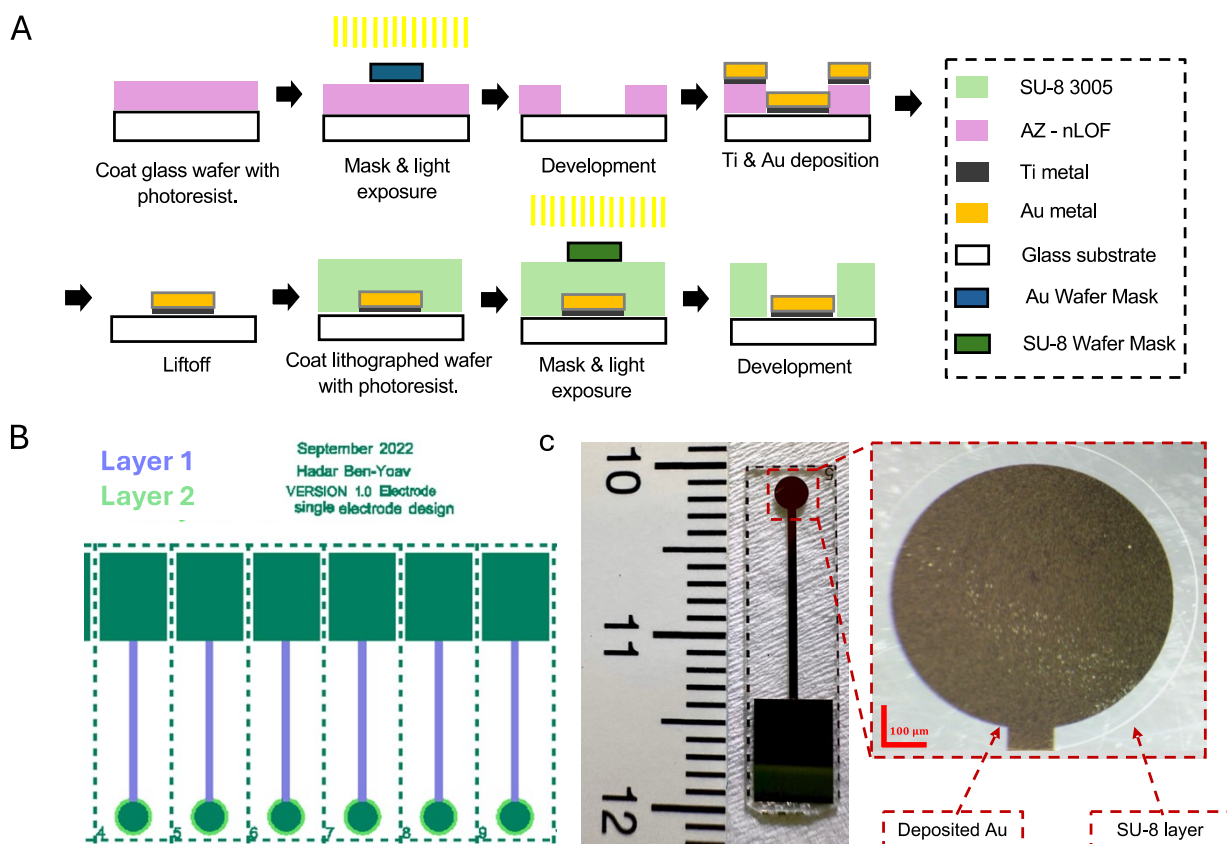 A
Coat glass wafer with
photoresist.
Mask & light
exposure
Development
Ti & Au deposition
Liftoff
Coat lithographed wafer
with photoresist.
Mask & light
exposure
Development
SU-8 3005
AZ - nLOF
Ti metal
Au metal
Glass substrate
Au Wafer Mask
SU-8 Wafer Mask
B
Layer 1
Layer 2
September 2022
Hadar Ben-Yoav
VERSION 1.0 Electrode
single electrode design
4
5
6
7
8
9
c
10
11
12
5
100 µm
Deposited Au
SU-8 layer